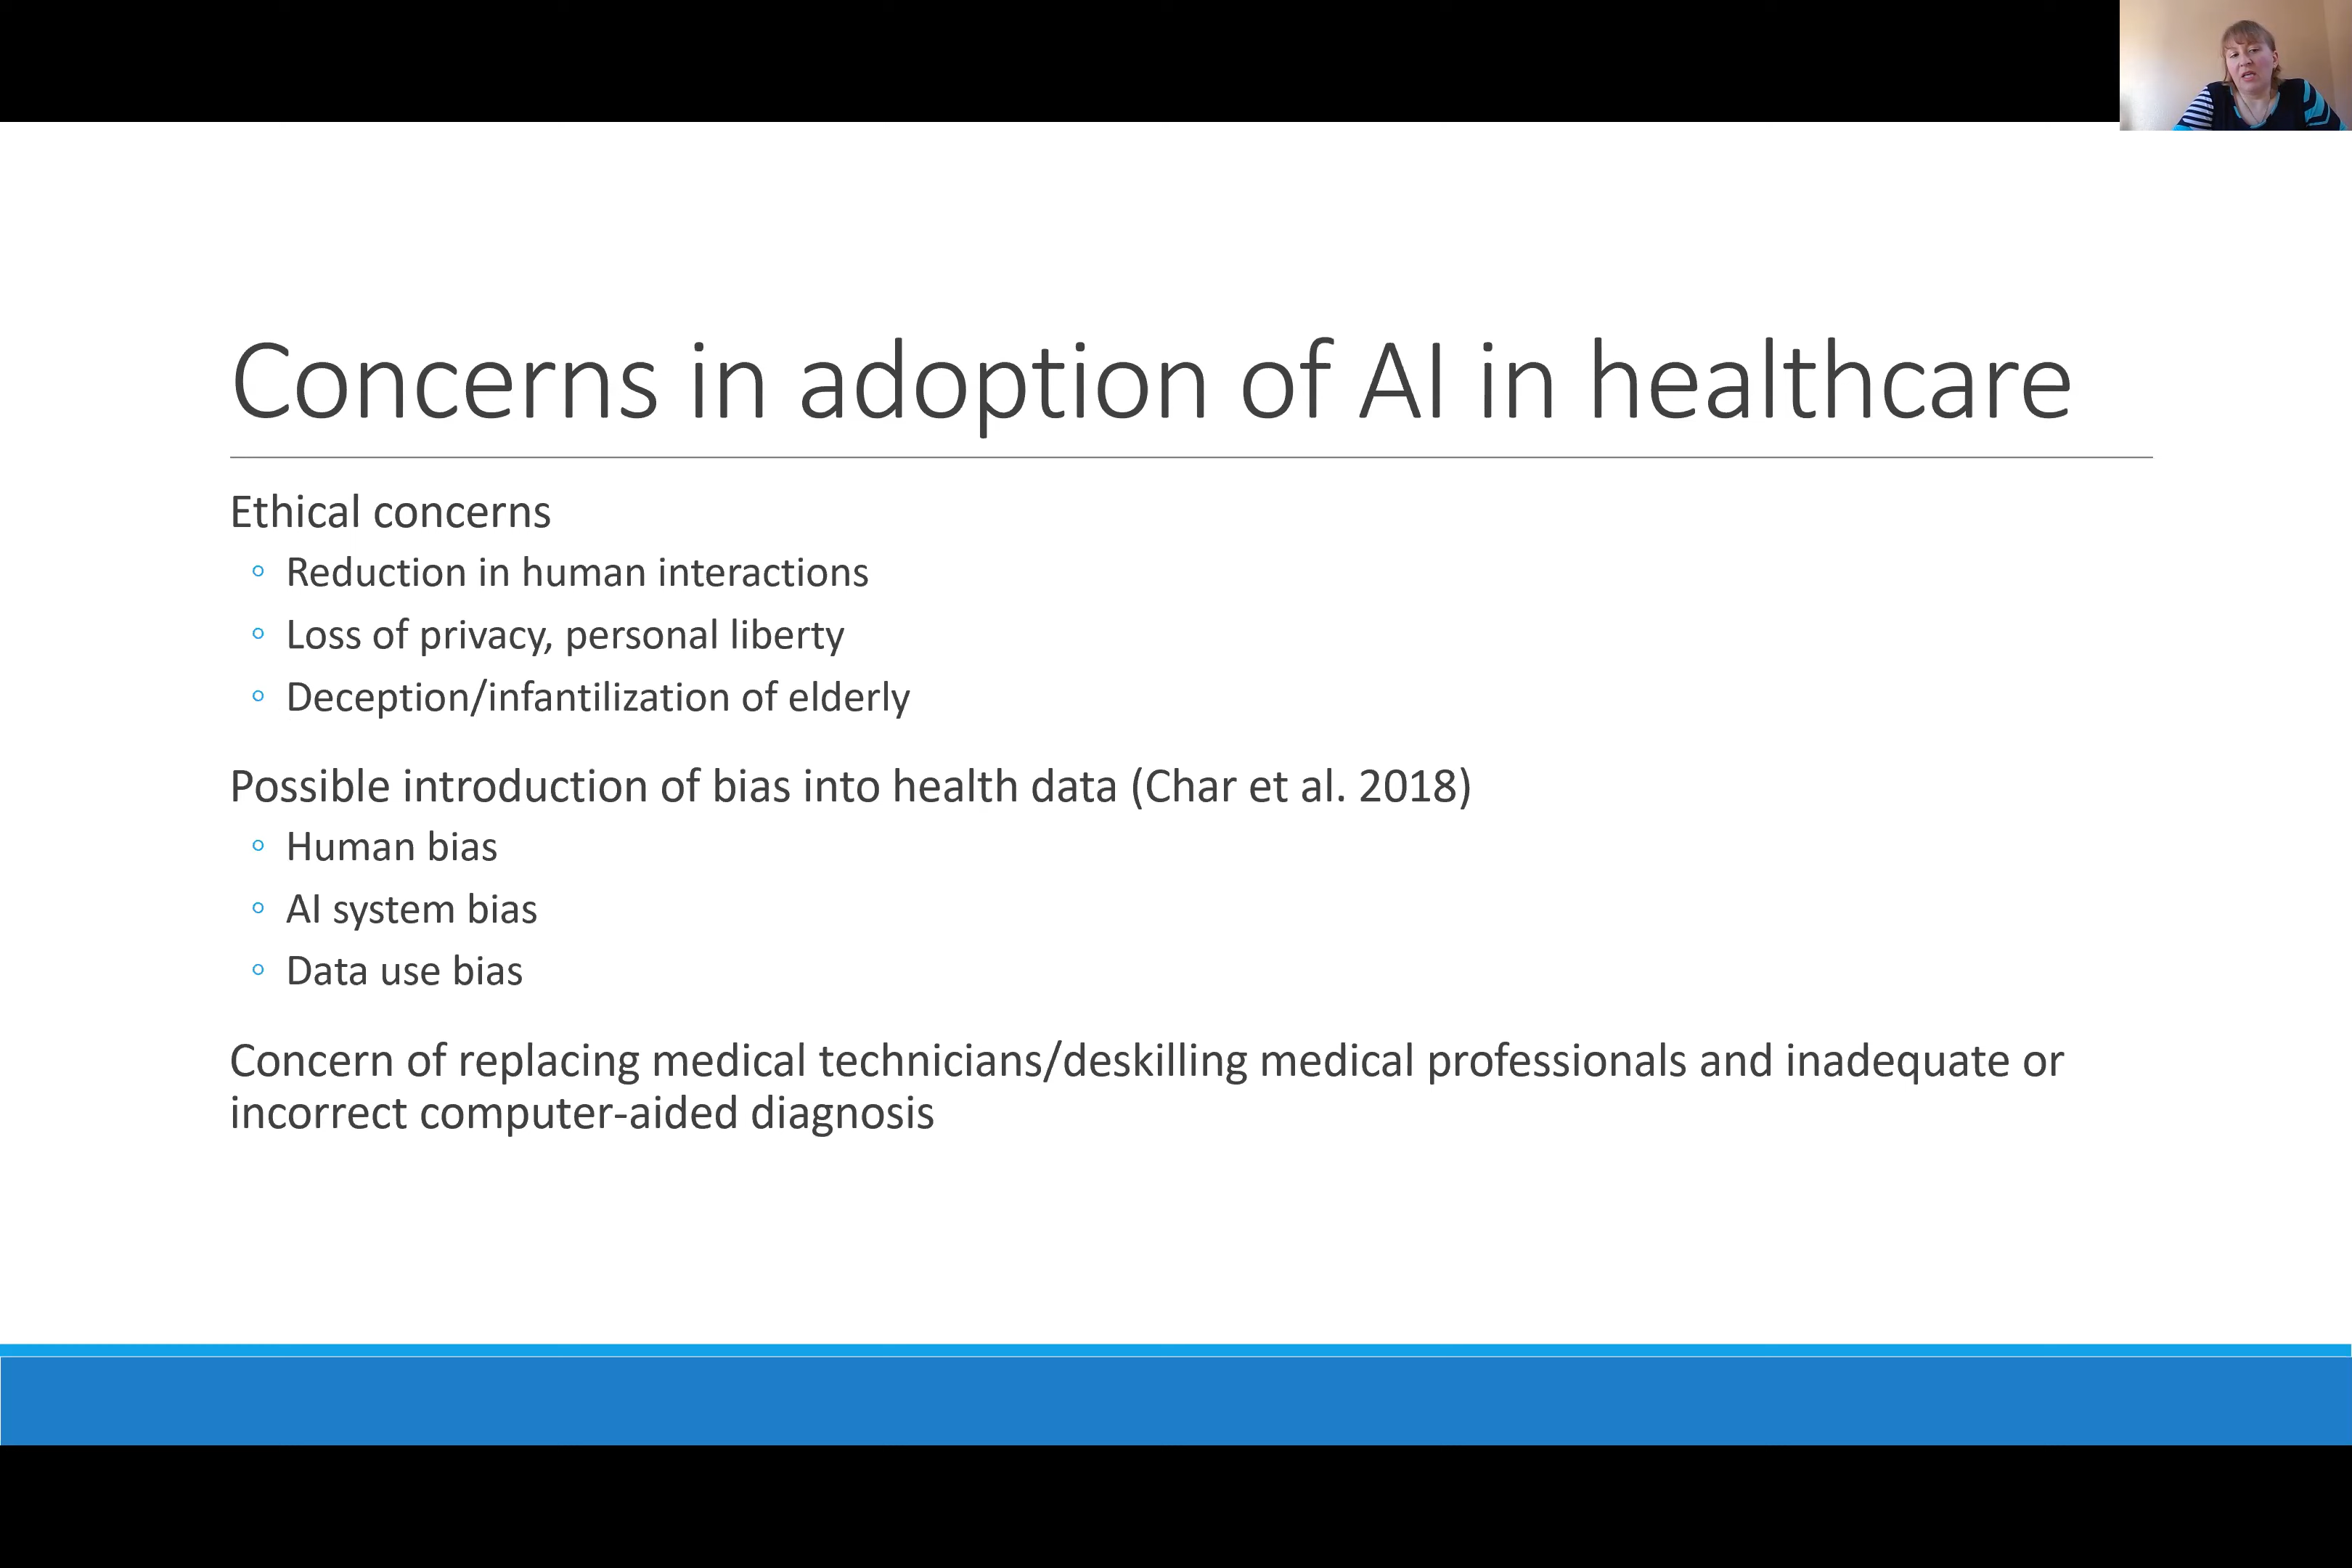 Concerns in adoption of AI in healthcare
Ethical concerns
◦ Reduction in human interactions
◦ Loss of privacy, personal liberty
◦ Deception/infantilization of elderly
Possible introduction of bias into health data (Char et al. 2018)
◦ Human bias
◦ AI system bias
◦ Data use bias
Concern of replacing medical technicians/deskilling medical professionals and inadequate or
incorrect computer-aided diagnosis